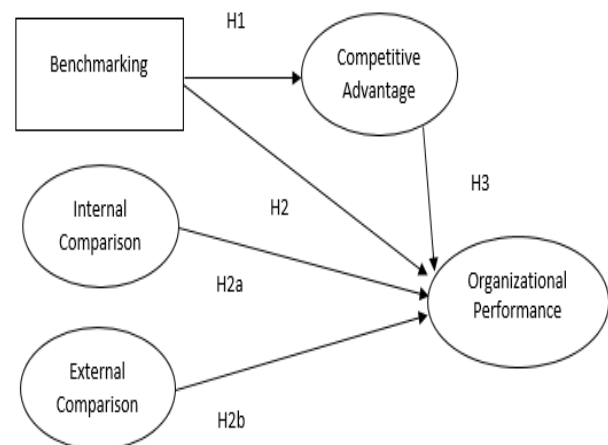 H1
Benchmarking
Competitive
Advantage
H3
Internal
Comparison
H2
H2a
Organizational
Performance
External
Comparison
H2b